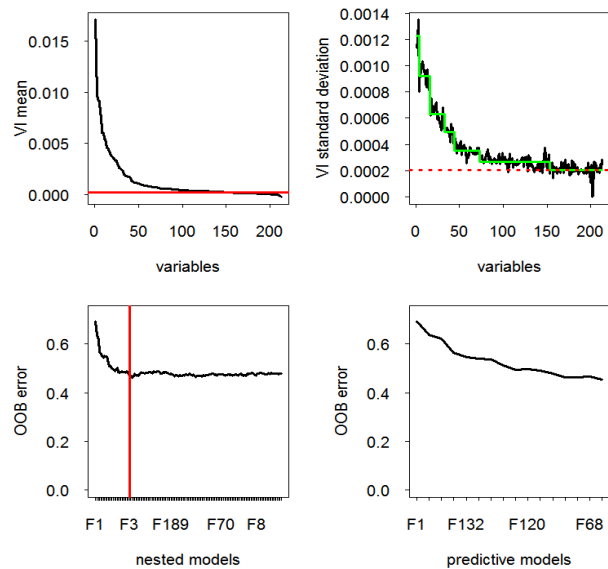 VI mean
0.015
0.010
0.005
0.000
0 50 100 150 200
variables
VI standard deviation
0.0014
0.0012
0.0010
0.0008
0.0006
0.0004
0.0002
0.0000
0 50 100 150 200
variables
OOB error
0.6
0.4
0.2
0.0
F1 F3 F189 F70 F8
nested models
OOB error
0.6
0.4
0.2
0.0
F1 F132 F120 F68
predictive models